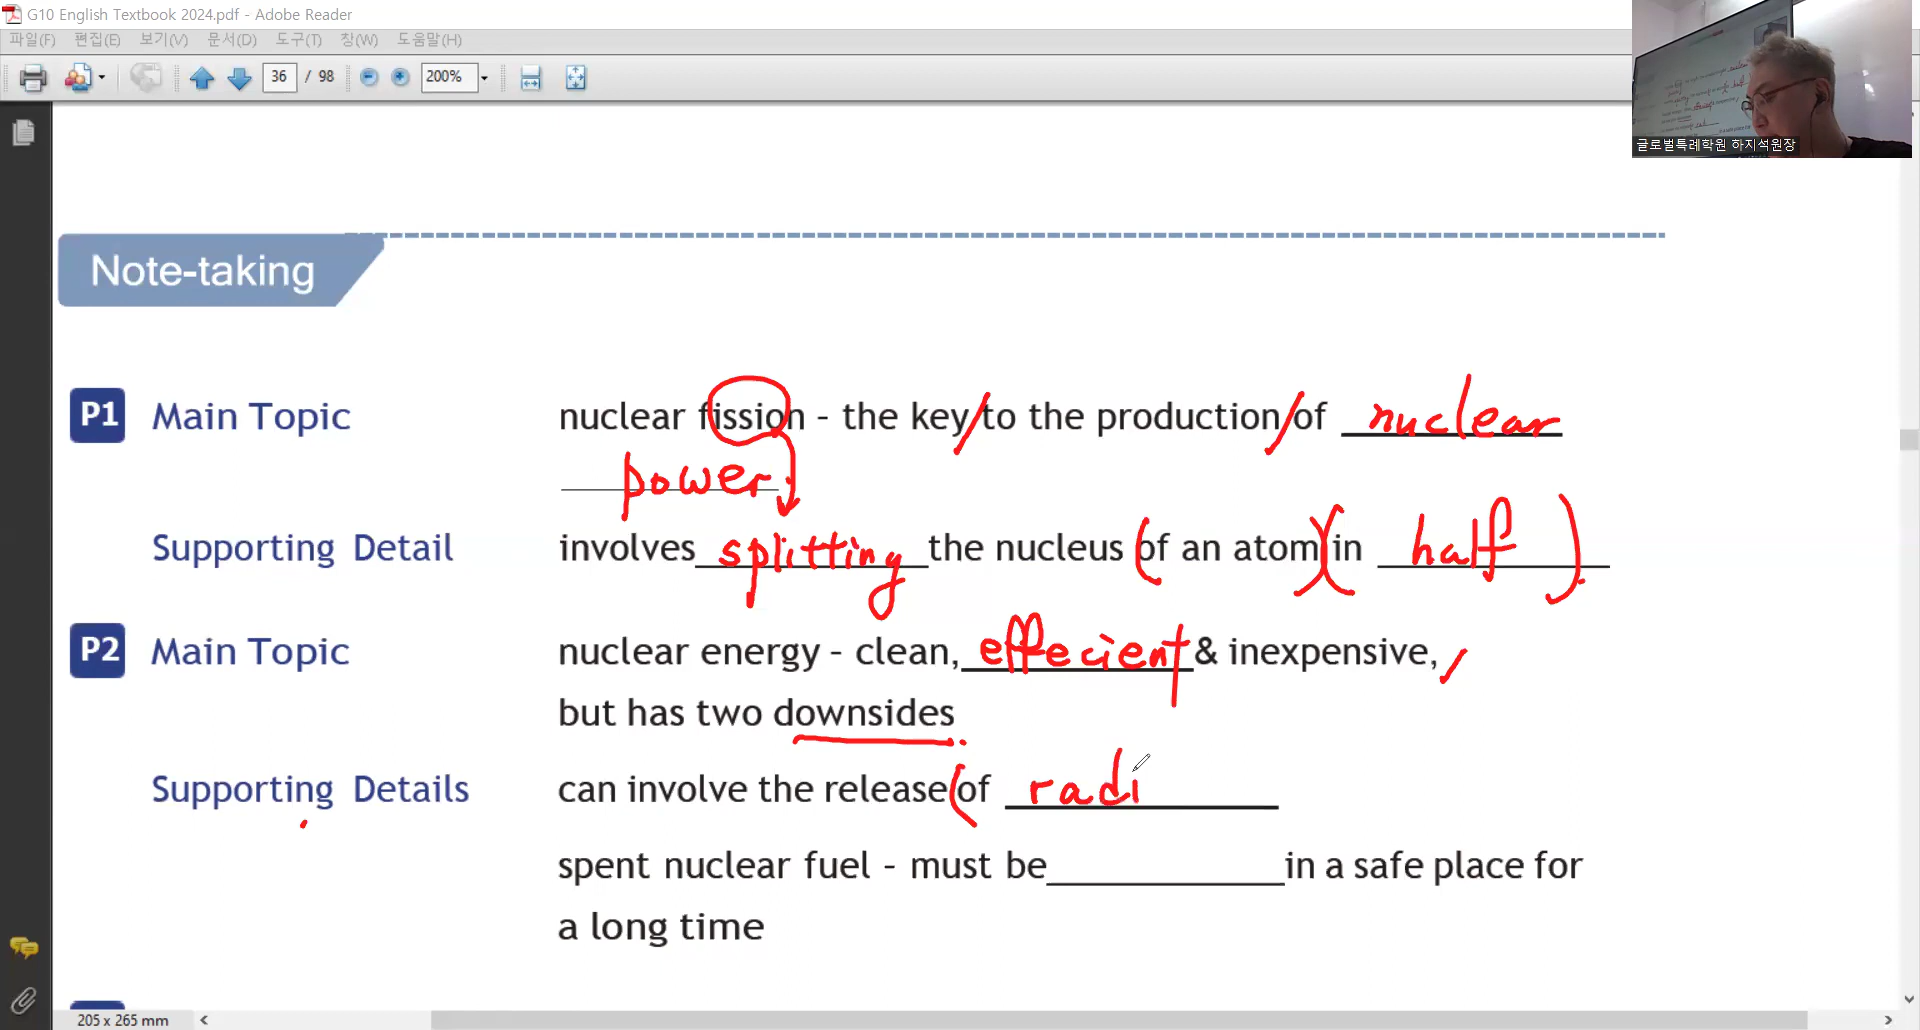 G10 English Textbook 2024.pdf - Adobe Reader
파일(F) 편집(E) 보기(V) 문서(D) 도구(T) 창(W) 도움말(H)
36 / 98 200%
글로벌특례학원 하지석원장
Note-taking
P1 Main Topic nuclear fission - the key / to the production / of nuclear
power
Supporting Detail involves splitting the nucleus (of an atom) (in half)
P2 Main Topic nuclear energy - clean, effecient & inexpensive, /
but has two downsides
Supporting Details can involve the release (of radi
spent nuclear fuel - must be____________in a safe place for
a long time
205 x 265 mm